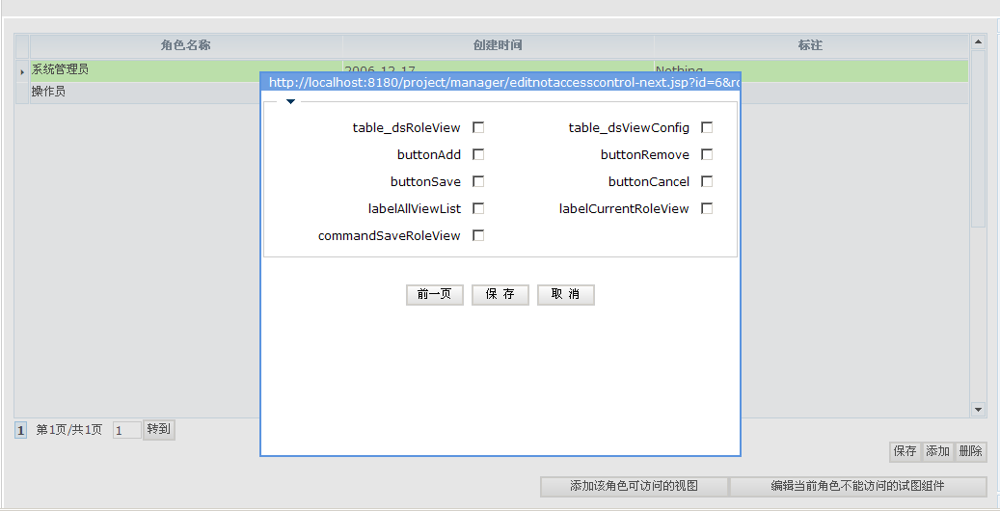 角色名称 创建时间 标注
系统管理员 2006-12-17 Nothing
操作员
http://localhost:8180/project/manager/editnotaccesscontrol-next.jsp?id=6&ro
table_dsRoleView table_dsViewConfig
buttonAdd buttonRemove
buttonSave buttonCancel
labelAllViewList labelCurrentRoleView
commandSaveRoleView
前一页 保 存 取 消
1 第1页/共1页 1 转到
保存 添加 删除
添加该角色可访问的视图 编辑当前角色不能访问的试图组件